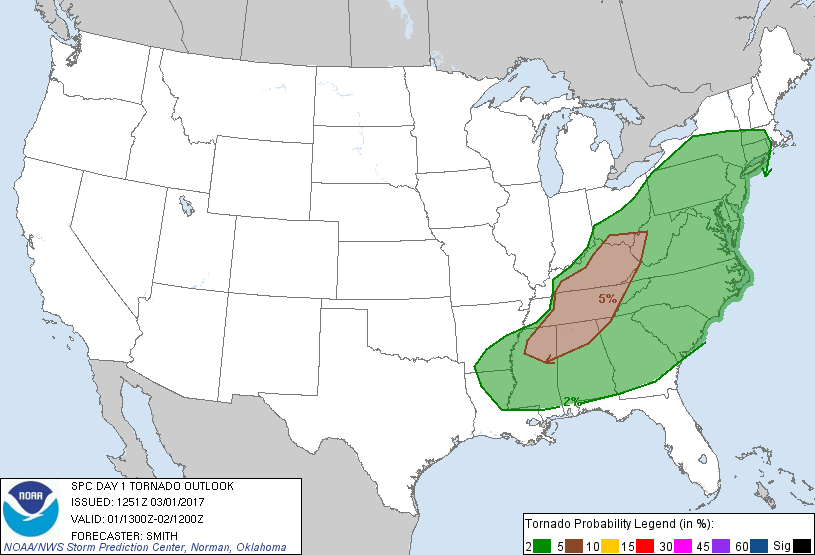 5%
2%
NOAA
SPC DAY 1 TORNADO OUTLOOK
ISSUED: 1251Z 03/01/2017
VALID: 01/1300Z-02/1200Z
FORECASTER: SMITH
NOAA/NWS Storm Prediction Center, Norman, Oklahoma
Tornado Probability Legend (in %):
2 5 10 15 30 45 60 Sig